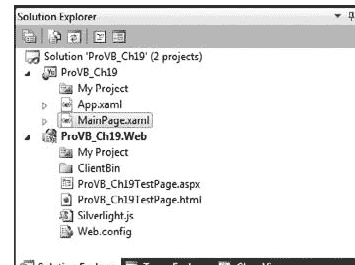 Solution Explorer
Solution 'ProVB_Ch19' (2 projects)
ProVB_Ch19
My Project
App.xaml
MainPage.xaml
ProVB_Ch19.Web
My Project
ClientBin
ProVB_Ch19TestPage.aspx
ProVB_Ch19TestPage.html
Silverlight.js
Web.config